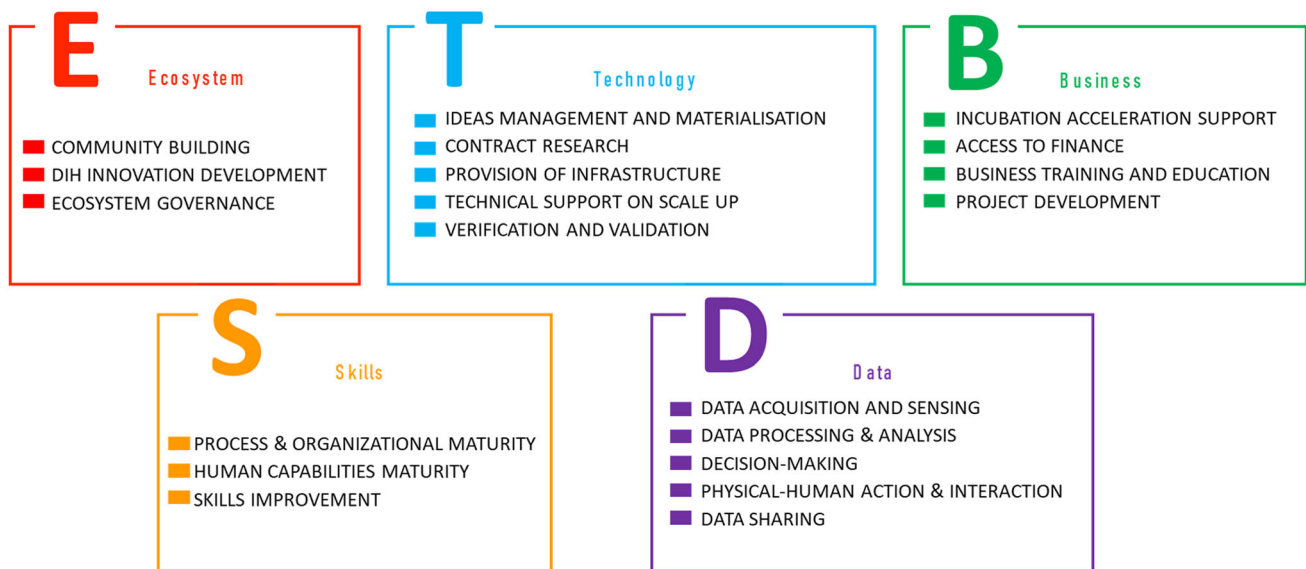 E
Ecosystem
COMMUNITY BUILDING
DIH INNOVATION DEVELOPMENT
ECOSYSTEM GOVERNANCE
T
Technology
IDEAS MANAGEMENT AND MATERIALISATION
CONTRACT RESEARCH
PROVISION OF INFRASTRUCTURE
TECHNICAL SUPPORT ON SCALE UP
VERIFICATION AND VALIDATION
B
Business
INCUBATION ACCELERATION SUPPORT
ACCESS TO FINANCE
BUSINESS TRAINING AND EDUCATION
PROJECT DEVELOPMENT
S
Skills
PROCESS & ORGANIZATIONAL MATURITY
HUMAN CAPABILITIES MATURITY
SKILLS IMPROVEMENT
D
Data
DATA ACQUISITION AND SENSING
DATA PROCESSING & ANALYSIS
DECISION-MAKING
PHYSICAL-HUMAN ACTION & INTERACTION
DATA SHARING